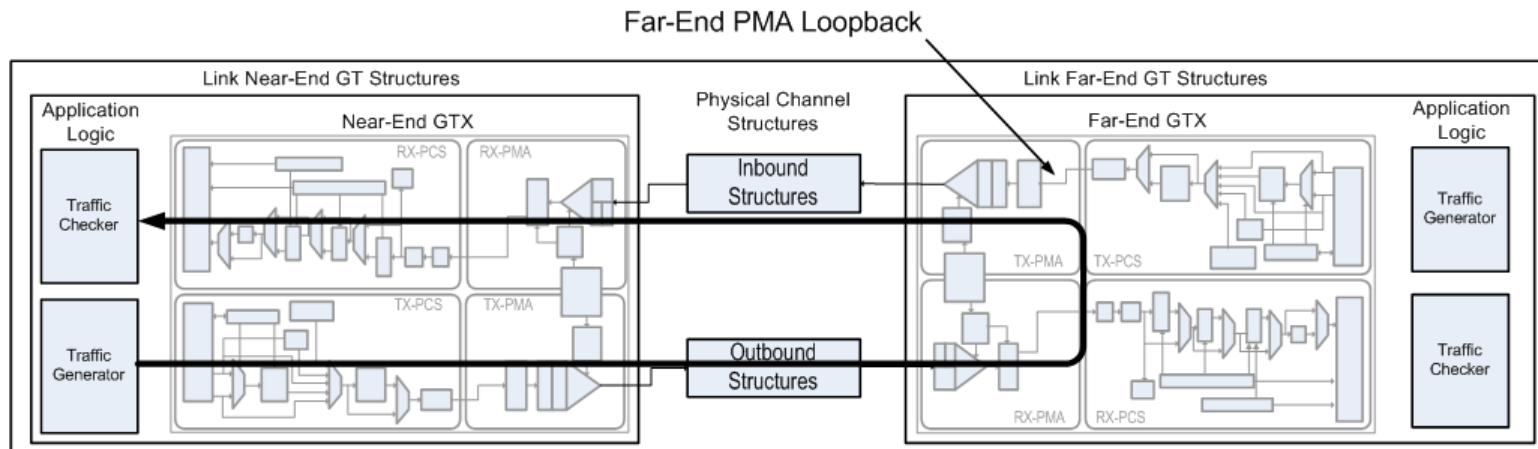 Far-End PMA Loopback
Link Near-End GT Structures
Link Far-End GT Structures
Application
Logic
Near-End GTX
Physical Channel
Structures
Far-End GTX
Application
Logic
RX-PCS
RX-PMA
Traffic
Checker
Inbound
Structures
Traffic
Generator
TX-PMA
TX-PCS
TX-PCS
TX-PMA
Traffic
Generator
Outbound
Structures
Traffic
Checker
RX-PMA
RX-PCS